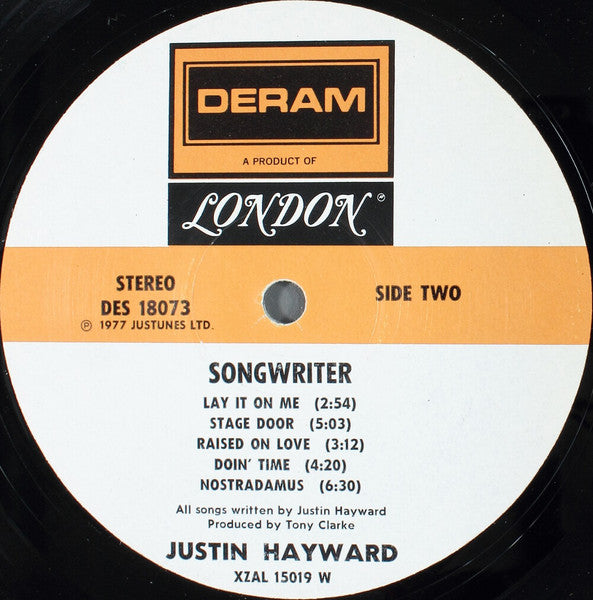 DERAM
A PRODUCT OF
LONDON®
STEREO
DES 18073
℗ 1977 JUSTUNES LTD.
SIDE TWO
SONGWRITER
LAY IT ON ME (2:54)
STAGE DOOR (5:03)
RAISED ON LOVE (3:12)
DOIN' TIME (4:20)
NOSTRADAMUS (6:30)
All songs written by Justin Hayward
Produced by Tony Clarke
JUSTIN HAYWARD
XZAL 15019 W